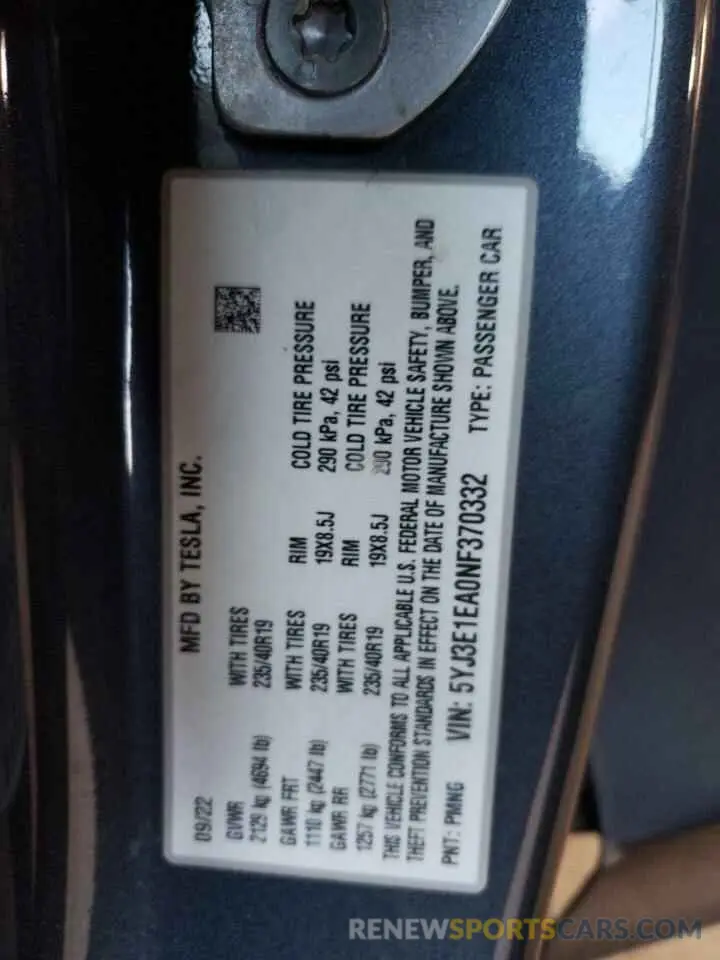 MFD BY TESLA, INC.
09/22
GVWR WITH TIRES
2129 kg (4694 lb) 235/40R19
GAWR FRT WITH TIRES RIM COLD TIRE PRESSURE
1110 kg (2447 lb) 235/40R19 19X8.5J 290 kPa, 42 psi
GAWR RR WITH TIRES RIM COLD TIRE PRESSURE
1257 kg (2771 lb) 235/40R19 19X8.5J 290 kPa, 42 psi
THIS VEHICLE CONFORMS TO ALL APPLICABLE U.S. FEDERAL MOTOR VEHICLE SAFETY, BUMPER, AND
THEFT PREVENTION STANDARDS IN EFFECT ON THE DATE OF MANUFACTURE SHOWN ABOVE.
PNT: PMNG VIN: 5YJ3E1EA0NF370332 TYPE: PASSENGER CAR
RENEWSPORTSCARS.COM